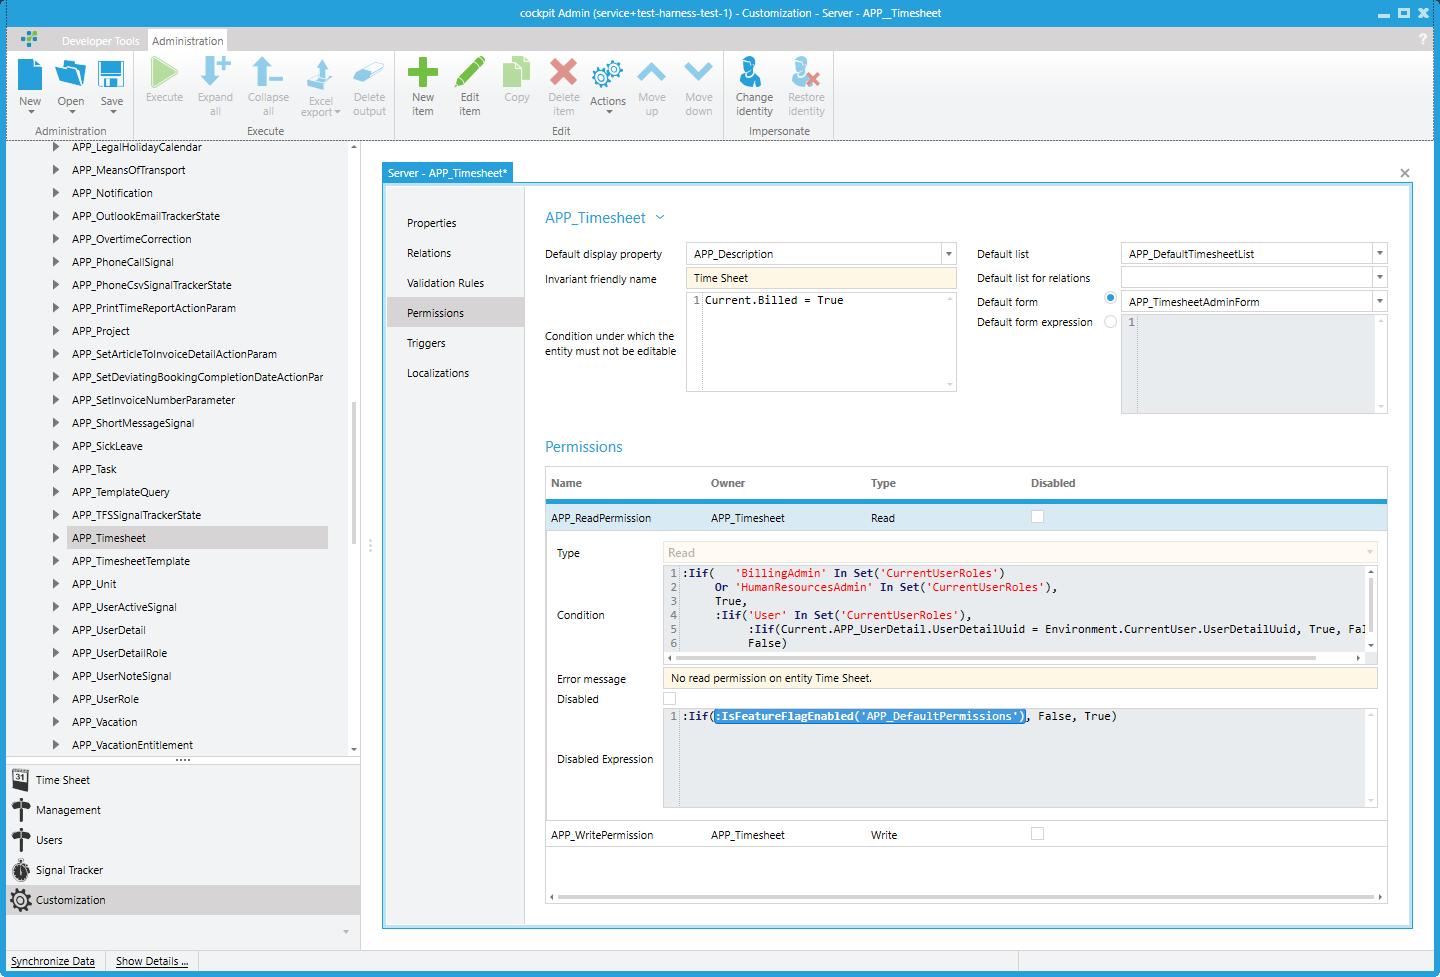 cockpit Admin (service+test-harness-test-1) - Customization - Server - APP_Timesheet
Developer Tools
Administration
?
New
Open
Save
Administration
Execute
Expand all
Collapse all
Excel export
Delete output
Execute
New item
Edit item
Copy
Delete item
Actions
Move up
Move down
Edit
Change identity
Restore identity
Impersonate
APP_LegalHolidayCalendar
APP_MeansOfTransport
APP_Notification
APP_OutlookEmailTrackerState
APP_OvertimeCorrection
APP_PhoneCallSignal
APP_PhoneCsvSignalTrackerState
APP_PrintTimeReportActionParam
APP_Project
APP_SetArticleToInvoiceDetailActionParam
APP_SetDeviatingBookingCompletionDateActionPar
APP_SetInvoiceNumberParameter
APP_ShortMessageSignal
APP_SickLeave
APP_Task
APP_TemplateQuery
APP_TFSSignalTrackerState
APP_Timesheet
APP_TimesheetTemplate
APP_Unit
APP_UserActiveSignal
APP_UserDetail
APP_UserDetailRole
APP_UserNoteSignal
APP_UserRole
APP_Vacation
APP_VacationEntitlement
31
Time Sheet
Management
Users
Signal Tracker
Customization
Synchronize Data
Show Details ...
Server - APP_Timesheet*
Properties
Relations
Validation Rules
Permissions
Triggers
Localizations
APP_Timesheet
Default display property
APP_Description
Invariant friendly name
Time Sheet
Condition under which the
entity must not be editable
1 Current.Billed = True
Default list
APP_DefaultTimesheetList
Default list for relations
Default form
APP_TimesheetAdminForm
Default form expression
1
Permissions
Name Owner Type Disabled
APP_ReadPermission APP_Timesheet Read
Type
Read
Condition
1 :Iif( 'BillingAdmin' In Set('CurrentUserRoles')
2 Or 'HumanResourcesAdmin' In Set('CurrentUserRoles'),
3 True,
4 :Iif('User' In Set('CurrentUserRoles'),
5 :Iif(Current.APP_UserDetail.UserDetailUuid = Environment.CurrentUser.UserDetailUuid, True, Fal
6 False)
Error message
No read permission on entity Time Sheet.
Disabled
Disabled Expression
1 :Iif(:IsFeatureFlagEnabled('APP_DefaultPermissions'), False, True)
APP_WritePermission APP_Timesheet Write